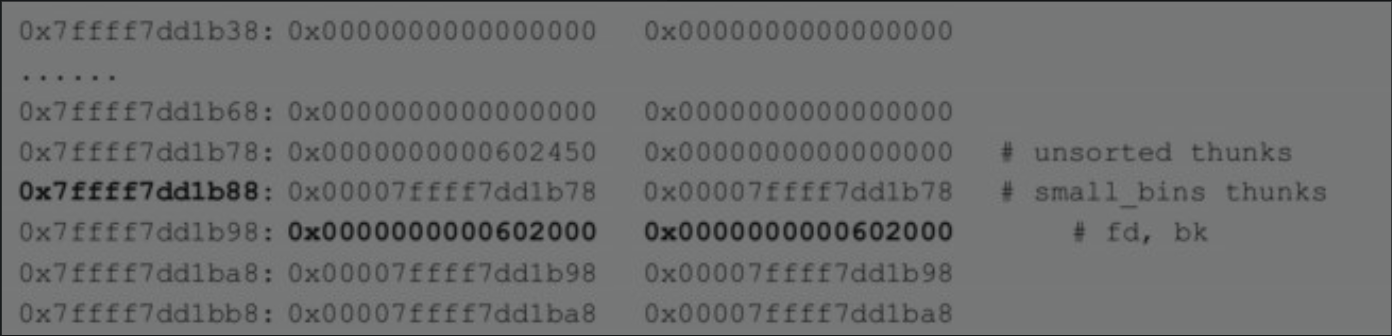 0x7ffff7dd1b38: 0x0000000000000000 0x0000000000000000
......
0x7ffff7dd1b68: 0x0000000000000000 0x0000000000000000
0x7ffff7dd1b78: 0x0000000000602450 0x0000000000000000 # unsorted thunks
0x7ffff7dd1b88: 0x00007ffff7dd1b78 0x00007ffff7dd1b78 # small_bins thunks
0x7ffff7dd1b98: 0x0000000000602000 0x0000000000602000 # fd, bk
0x7ffff7dd1ba8: 0x00007ffff7dd1b98 0x00007ffff7dd1b98
0x7ffff7dd1bb8: 0x00007ffff7dd1ba8 0x00007ffff7dd1ba8